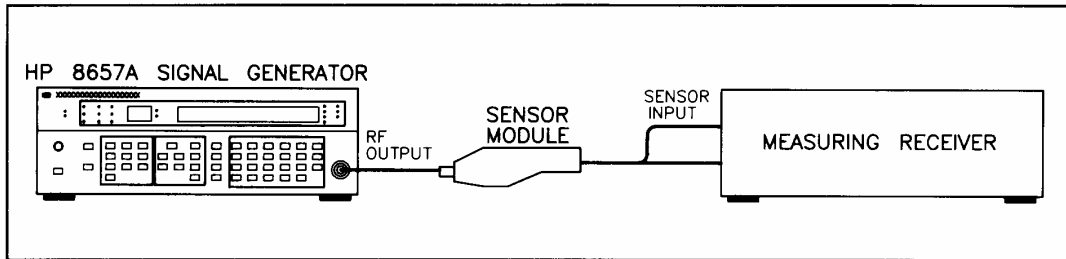 HP 8657A SIGNAL GENERATOR
RF
OUTPUT
SENSOR
MODULE
SENSOR
INPUT
MEASURING RECEIVER